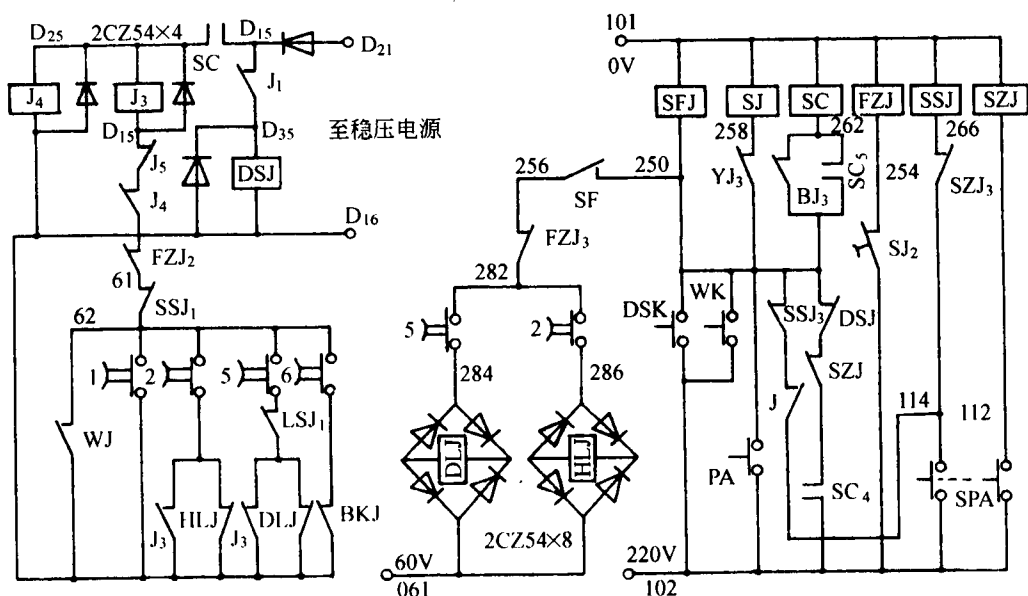 D25
2CZ54×4
D15
D21
SC
J4
J3
J1
D15
D35
至稳压电源
J5
DSJ
J4
D16
FZJ2
61
SSJ1
62
1
2
5
6
LSJ1
WJ
J3
HLJ
J3
DLJ
BKJ
101
0V
SFJ
SJ
SC
FZJ
SSJ
SZJ
258
262
266
256
250
YJ3
BJ3
SC5
254
SZJ3
SF
FZJ3
SJ2
282
DSK
WK
SSJ3
DSJ
5
2
SZJ
284
286
J
114
112
DLJ
HLJ
PA
SC4
SPA
2CZ54×8
60V
061
220V
102